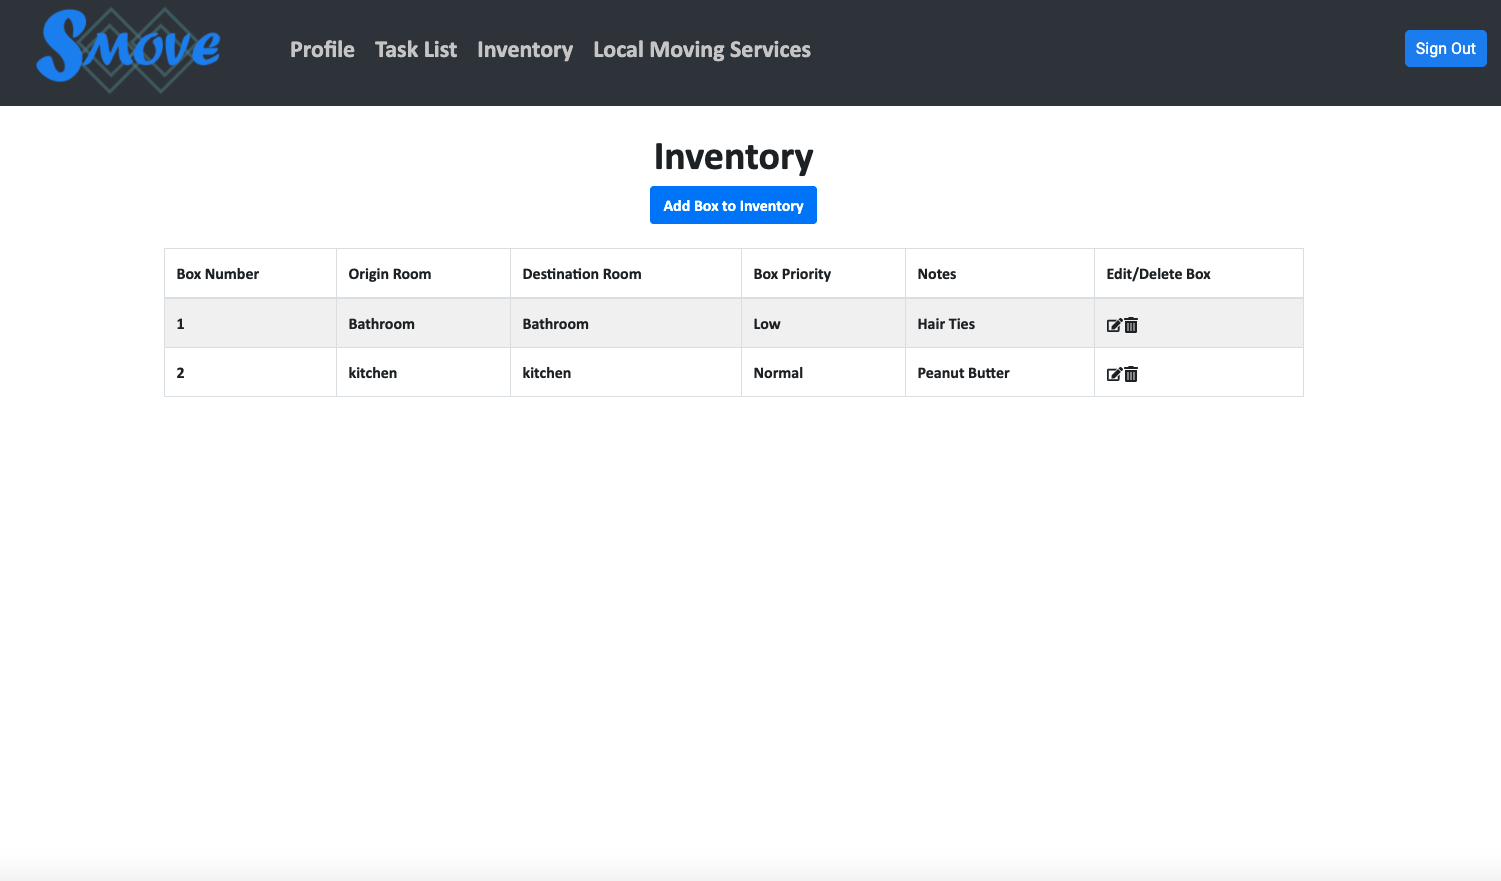 Smove
Profile Task List Inventory Local Moving Services
Sign Out
Inventory
Add Box to Inventory
Box Number Origin Room Destination Room Box Priority Notes Edit/Delete Box
1 Bathroom Bathroom Low Hair Ties
2 kitchen kitchen Normal Peanut Butter